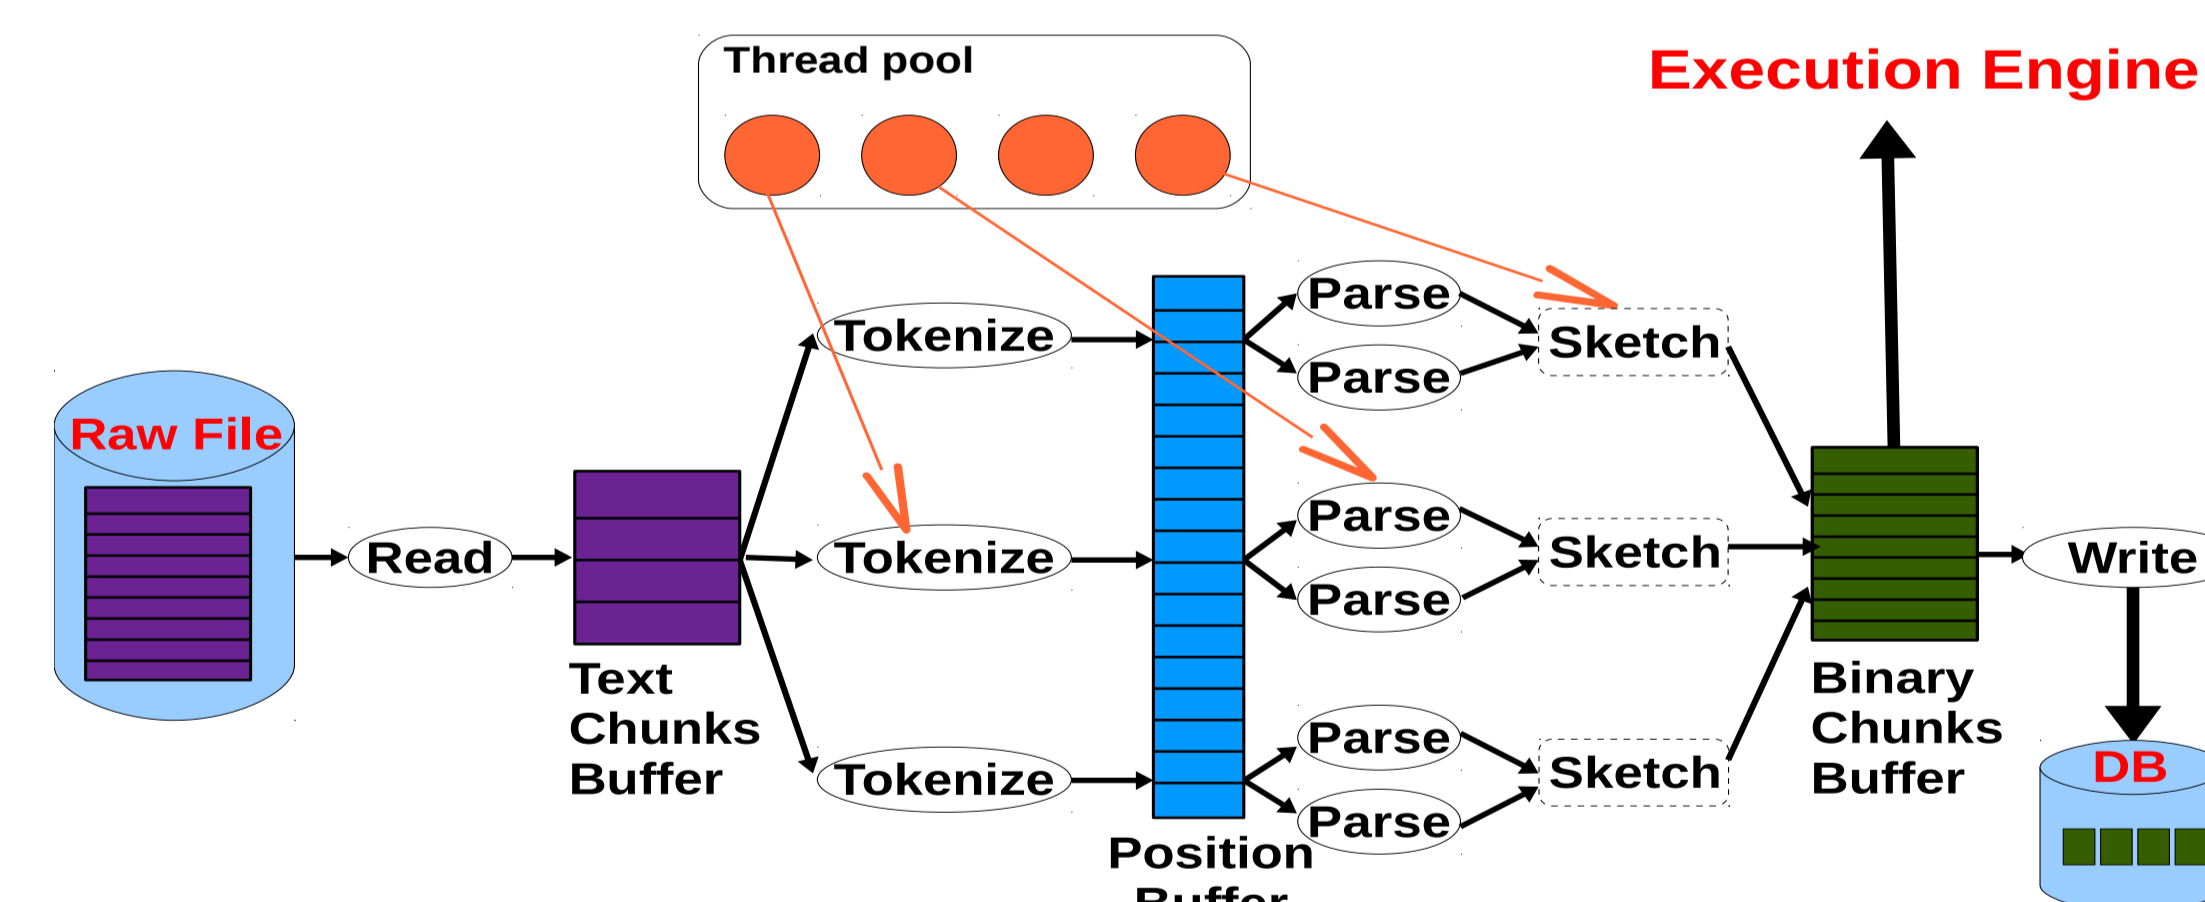 Thread pool
Execution Engine
Raw File
Read
Text
Chunks
Buffer
Tokenize
Tokenize
Tokenize
Position
Buffer
Parse
Parse
Parse
Parse
Parse
Parse
Sketch
Sketch
Sketch
Binary
Chunks
Buffer
Write
DB